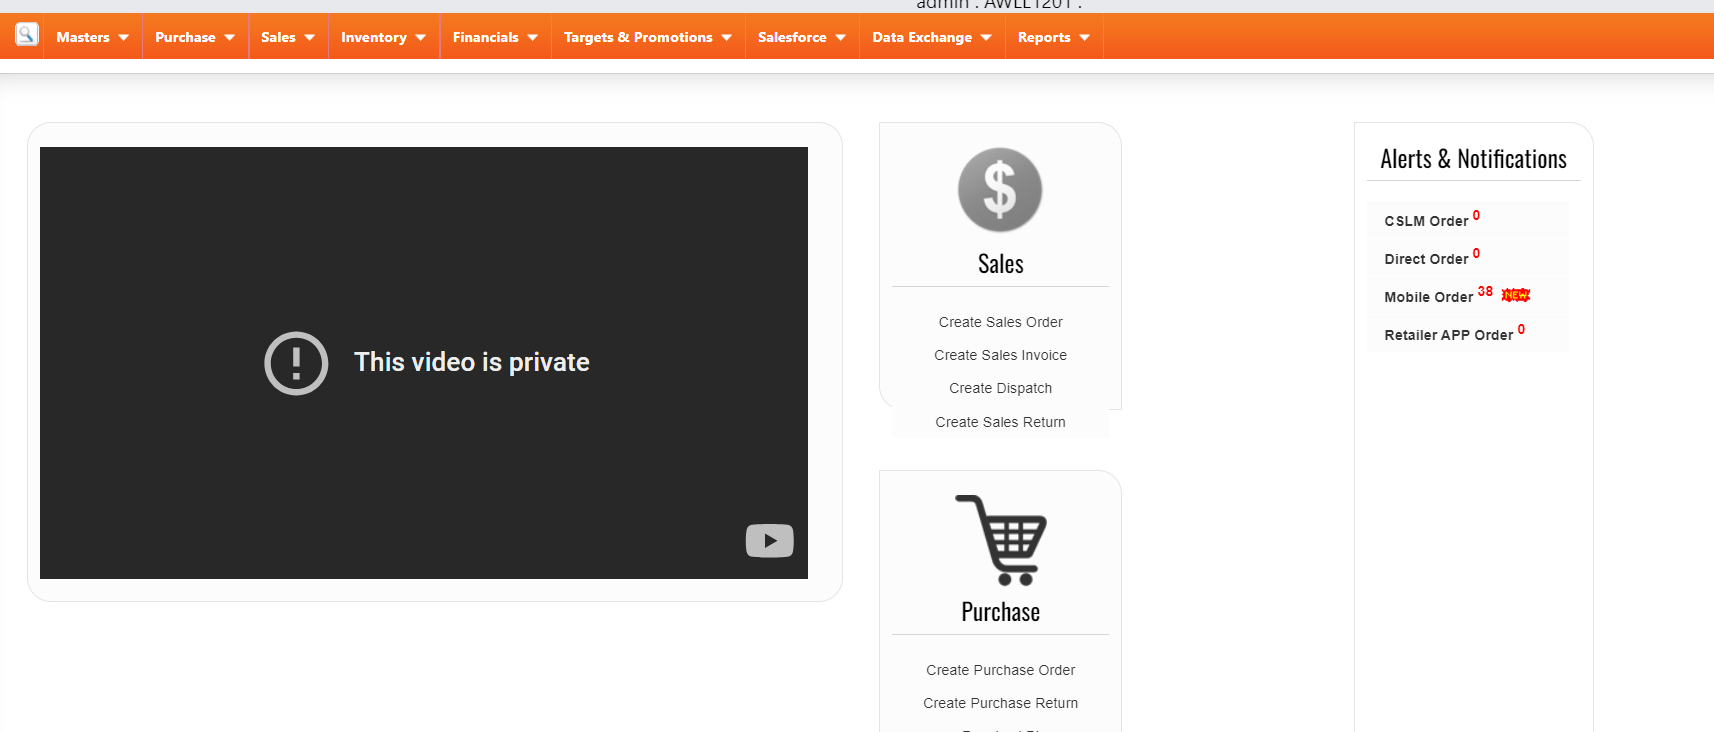 admin . AWLE1201 .
Masters Purchase Sales Inventory Financials Targets & Promotions Salesforce Data Exchange Reports
This video is private
Sales
Create Sales Order
Create Sales Invoice
Create Dispatch
Create Sales Return
Purchase
Create Purchase Order
Create Purchase Return
Alerts & Notifications
CSLM Order 0
Direct Order 0
Mobile Order 38 NEW
Retailer APP Order 0